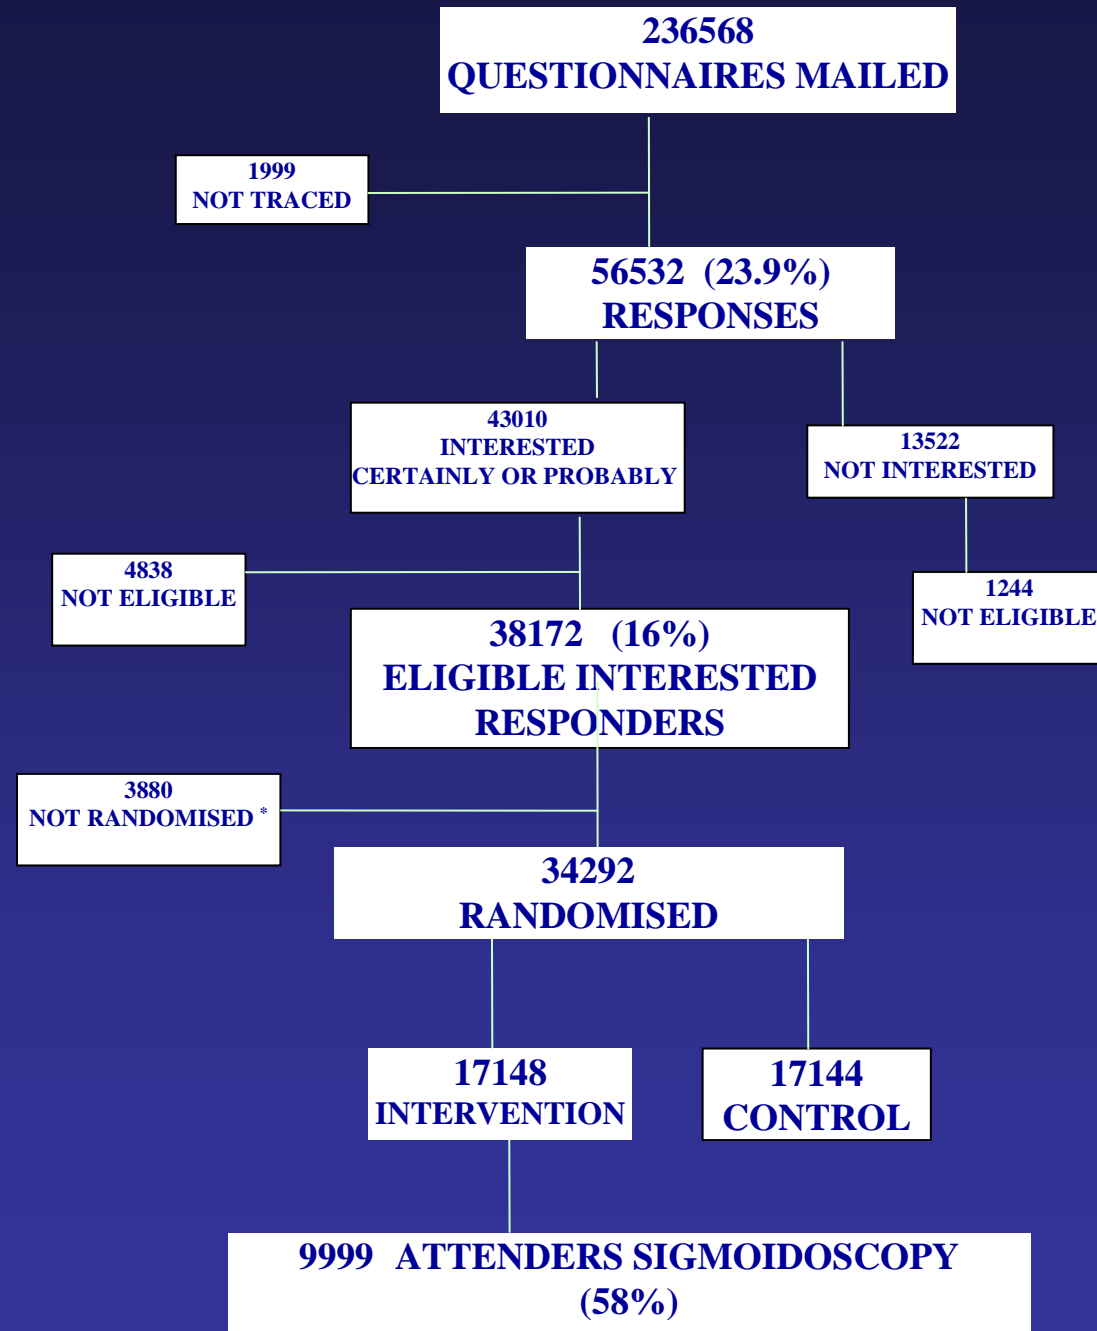 236568
QUESTIONNAIRES MAILED
1999
NOT TRACED
56532 (23.9%)
RESPONSES
43010
INTERESTED
CERTAINLY OR PROBABLY
13522
NOT INTERESTED
4838
NOT ELIGIBLE
1244
NOT ELIGIBLE
38172 (16%)
ELIGIBLE INTERESTED
RESPONDERS
3880
NOT RANDOMISED *
34292
RANDOMISED
17148
INTERVENTION
17144
CONTROL
9999 ATTENDERS SIGMOIDOSCOPY
(58%)